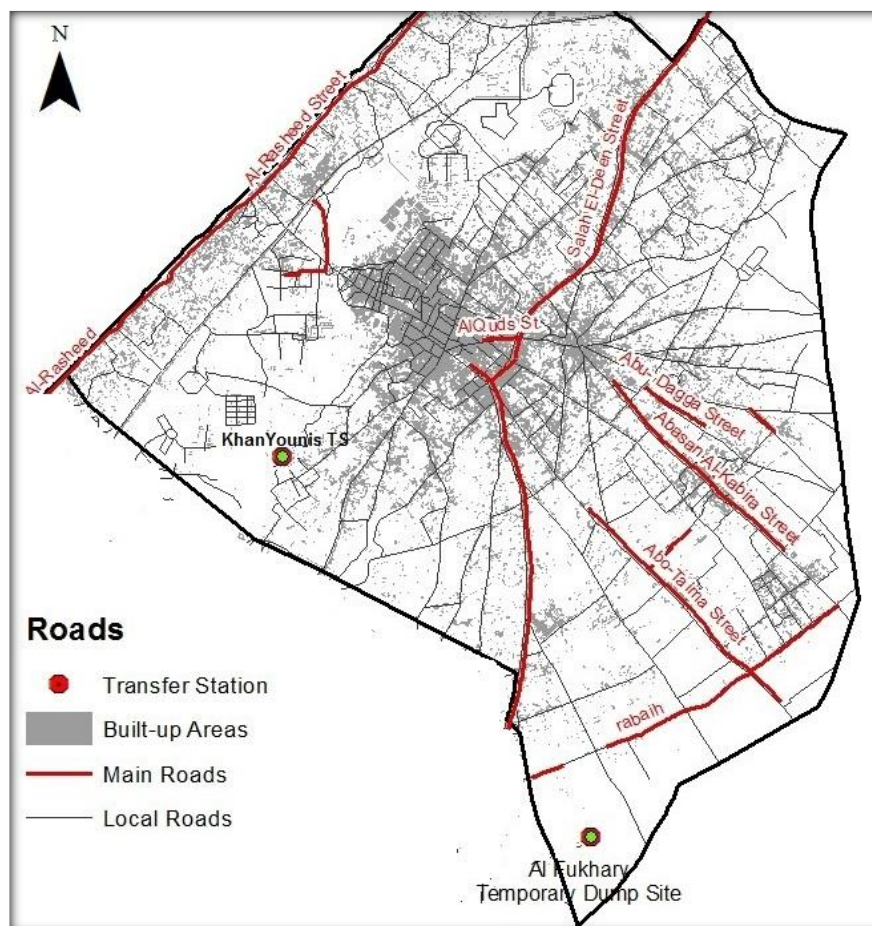 N
Al-Rasheed Street
Salah El-Deen Street
AlQuds St
Al-Rasheed
Abu- Dagga Street
Abasan Al-Kabira Street
KhanYounis TS
Abo-Taima Street
rabaih
Roads
Transfer Station
Built-up Areas
Main Roads
Local Roads
Al Fukhary
Temporary Dump Site